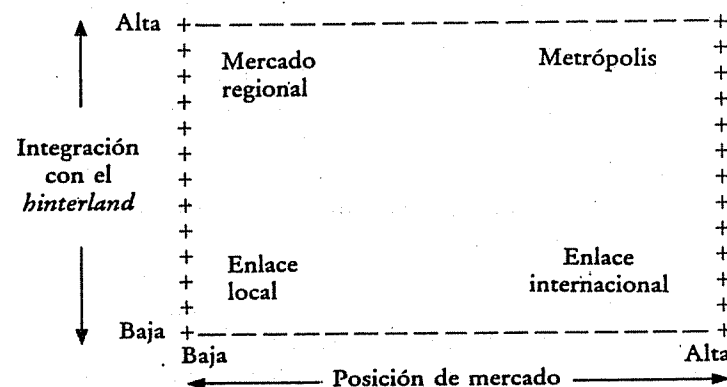 Alta
Mercado
regional
Metrópolis
Integración
con el
hinterland
Enlace
local
Enlace
internacional
Baja
Baja
Alta
Posición de mercado